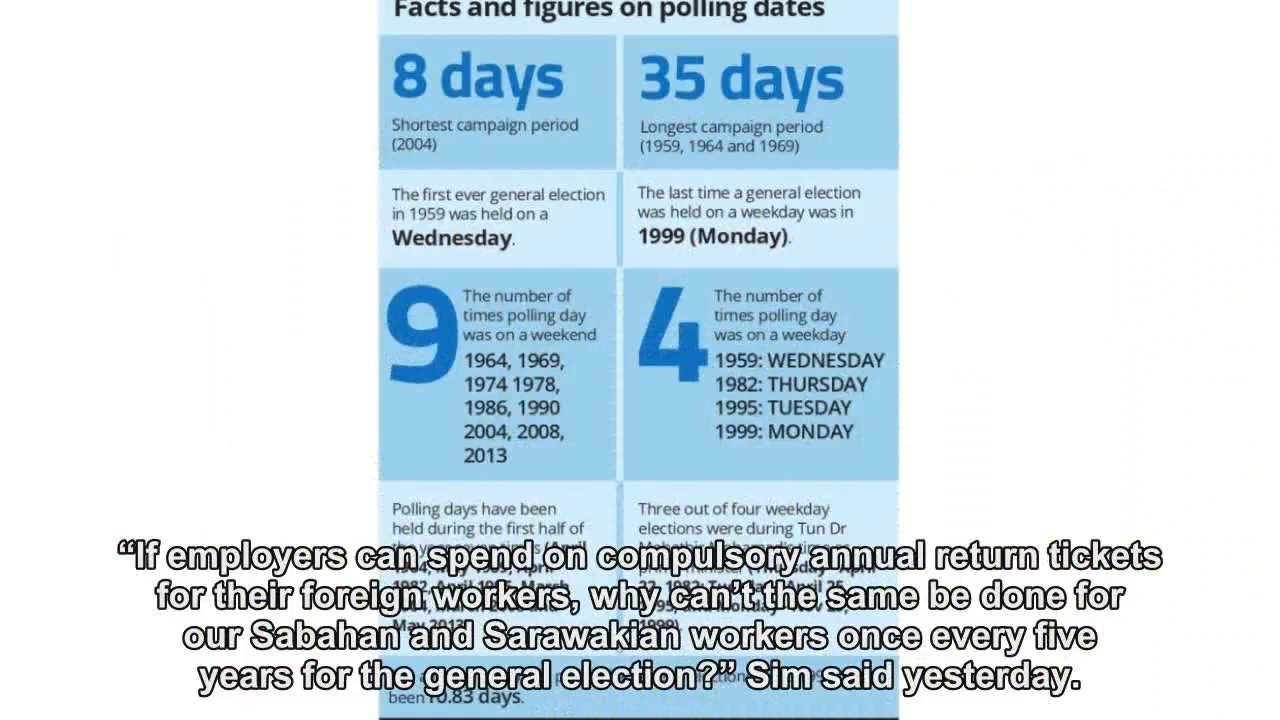 Facts and figures on polling dates
8 days
Shortest campaign period
(2004)
35 days
Longest campaign period
(1959, 1964 and 1969)
The first ever general election
in 1959 was held on a
Wednesday.
The last time a general election
was held on a weekday was in
1999 (Monday).
9
The number of
times polling day
was on a weekend
1964, 1969,
1974 1978,
1986, 1990
2004, 2008,
2013
4
The number of
times polling day
was on a weekday
1959: WEDNESDAY
1982: THURSDAY
1995: TUESDAY
1999: MONDAY
Polling days have been
held during the first half of
Three out of four weekday
elections were during Tun Dr
“If employers can spend on compulsory annual return tickets
for their foreign workers, why can’t the same be done for
our Sabahan and Sarawakian workers once every five
years for the general election?” Sim said yesterday.
been 10.83 days.